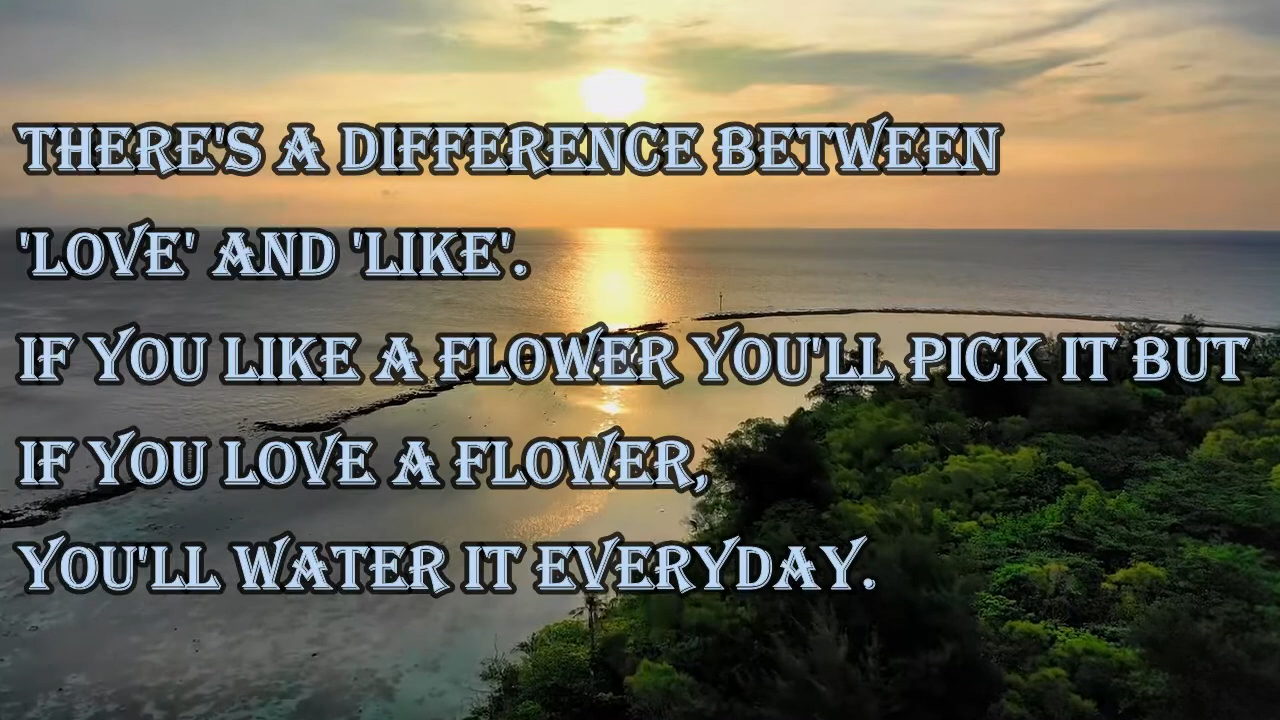 THERE'S A DIFFERENCE BETWEEN
'LOVE' AND 'LIKE'.
IF YOU LIKE A FLOWER YOU'LL PICK IT BUT
IF YOU LOVE A FLOWER,
YOU'LL WATER IT EVERYDAY.